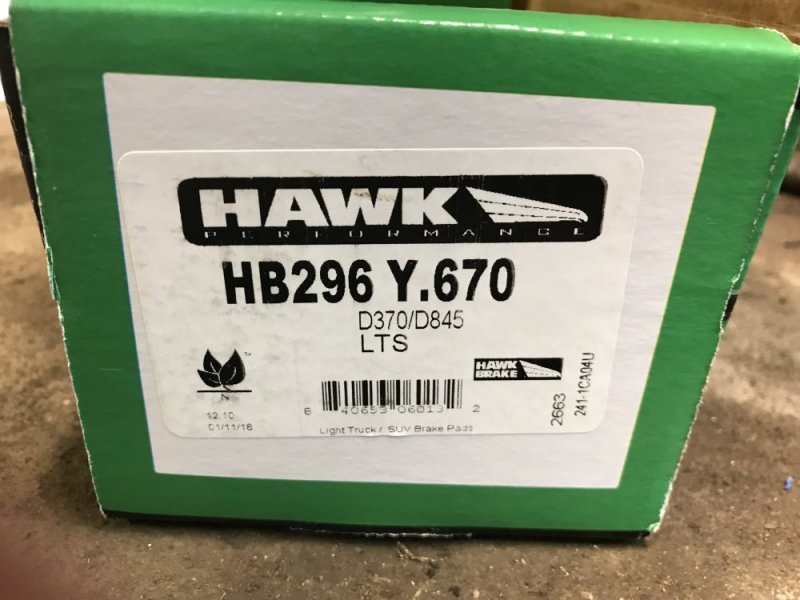 HAWK
PERFORMANCE
HB296 Y.670
D370/D845
LTS
HAWK
BRAKE
12:10
01/11/18
8 40653 06013 2
Light Truck / SUV Brake Pads
2663
241-1CA04U